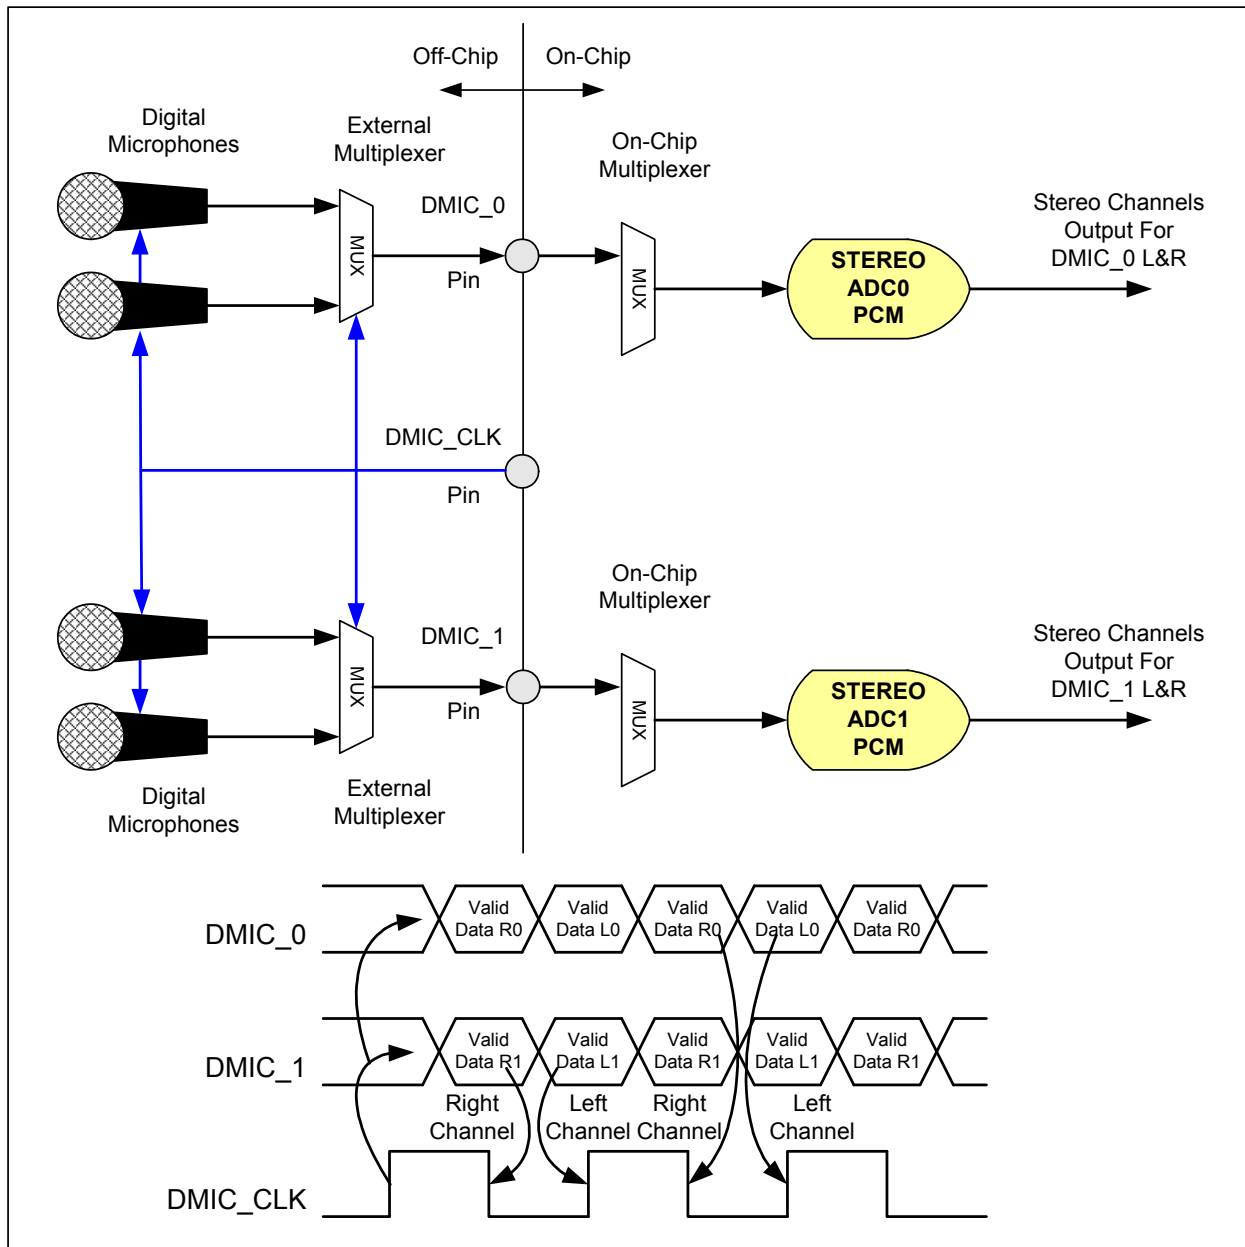 Off-Chip
On-Chip
Digital
Microphones
External
Multiplexer
On-Chip
Multiplexer
DMIC_0
Pin
MUX
MUX
STEREO
ADC0
PCM
Stereo Channels
Output For
DMIC_0 L&R
DMIC_CLK
Pin
On-Chip
Multiplexer
DMIC_1
Pin
MUX
MUX
STEREO
ADC1
PCM
Stereo Channels
Output For
DMIC_1 L&R
Digital
Microphones
External
Multiplexer
DMIC_0
Valid
Data R0
Valid
Data L0
Valid
Data R0
Valid
Data L0
Valid
Data R0
DMIC_1
Valid
Data R1
Valid
Data L1
Valid
Data R1
Valid
Data L1
Valid
Data R1
Right
Channel
Left
Channel
Right
Channel
Left
Channel
DMIC_CLK